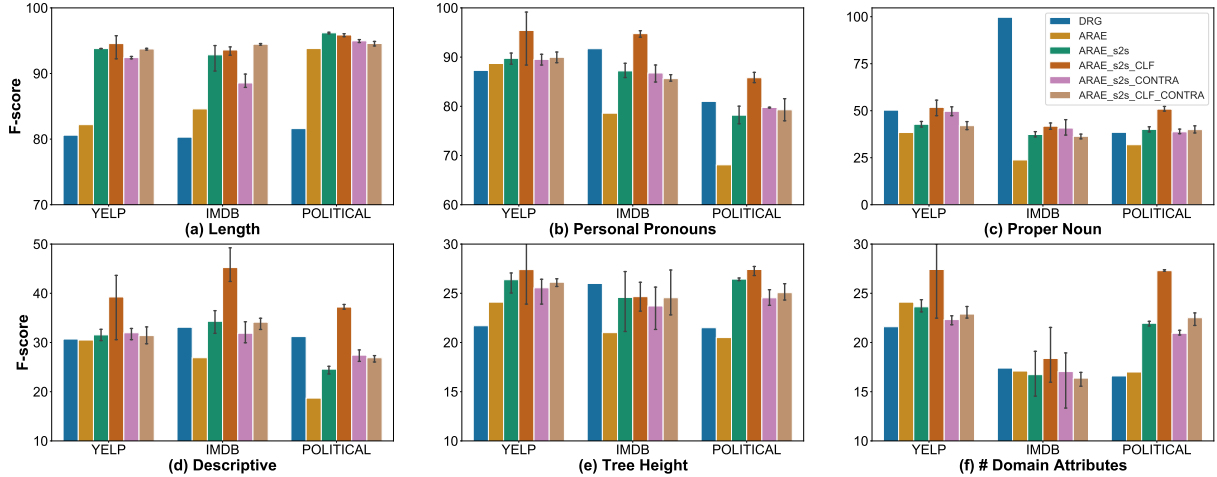 100
90
80
70
F-score
YELP
IMDB
POLITICAL
(a) Length
100
90
80
70
60
YELP
IMDB
POLITICAL
(b) Personal Pronouns
100
75
50
25
0
DRG
ARAE
ARAE_s2s
ARAE_s2s_CLF
ARAE_s2s_CONTRA
ARAE_s2s_CLF_CONTRA
YELP
IMDB
POLITICAL
(c) Proper Noun
50
40
30
20
10
F-score
YELP
IMDB
POLITICAL
(d) Descriptive
30
25
20
15
10
YELP
IMDB
POLITICAL
(e) Tree Height
30
25
20
15
10
YELP
IMDB
POLITICAL
(f) # Domain Attributes